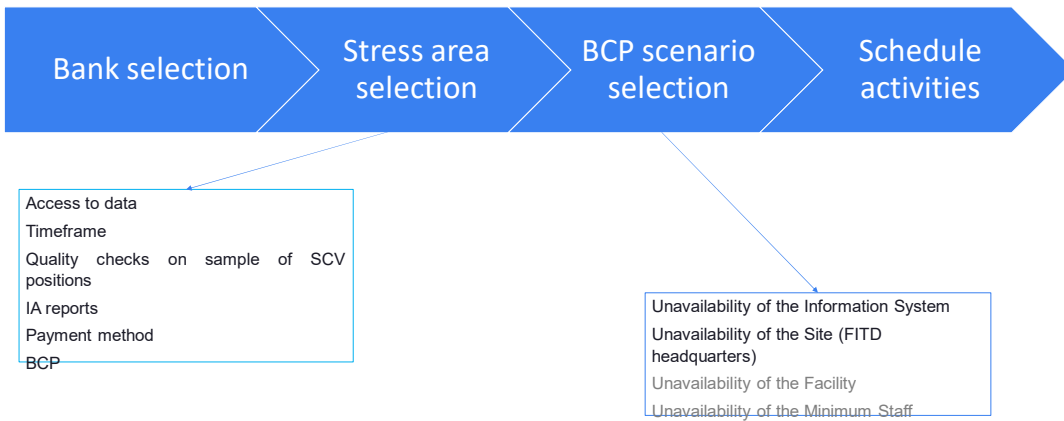 Bank selection
Stress area
selection
BCP scenario
selection
Schedule
activities
Access to data
Timeframe
Quality checks on sample of SCV
positions
IA reports
Payment method
BCP
Unavailability of the Information System
Unavailability of the Site (FITD
headquarters)
Unavailability of the Facility
Unavailability of the Minimum Staff